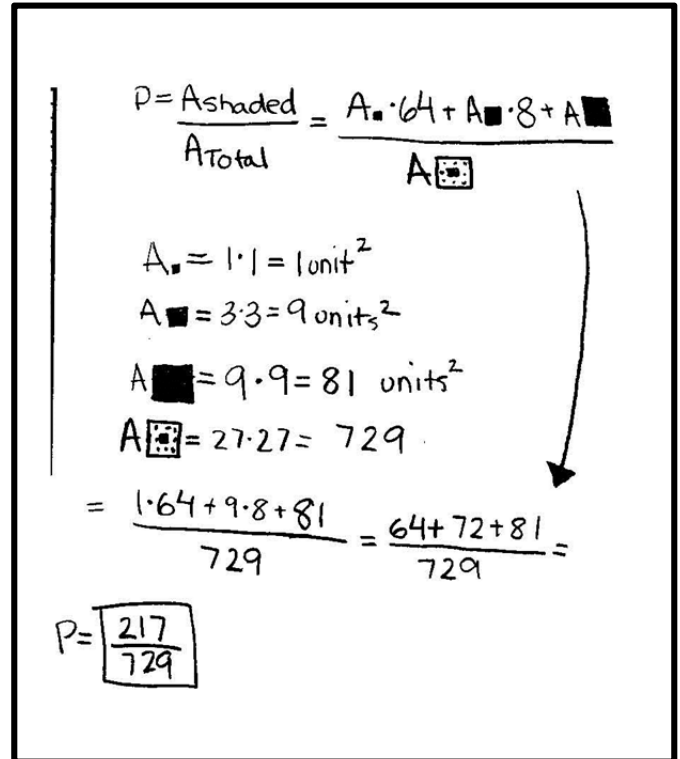 P = Ashaded / ATotal = A▪·64 + A■·8 + A■ / A▣
A▪ = 1·1 = 1 unit²
A■ = 3·3 = 9 units²
A■ = 9·9 = 81 units²
A▣ = 27·27 = 729
= 1·64 + 9·8 + 81 / 729 = 64 + 72 + 81 / 729 =
P = 217 / 729